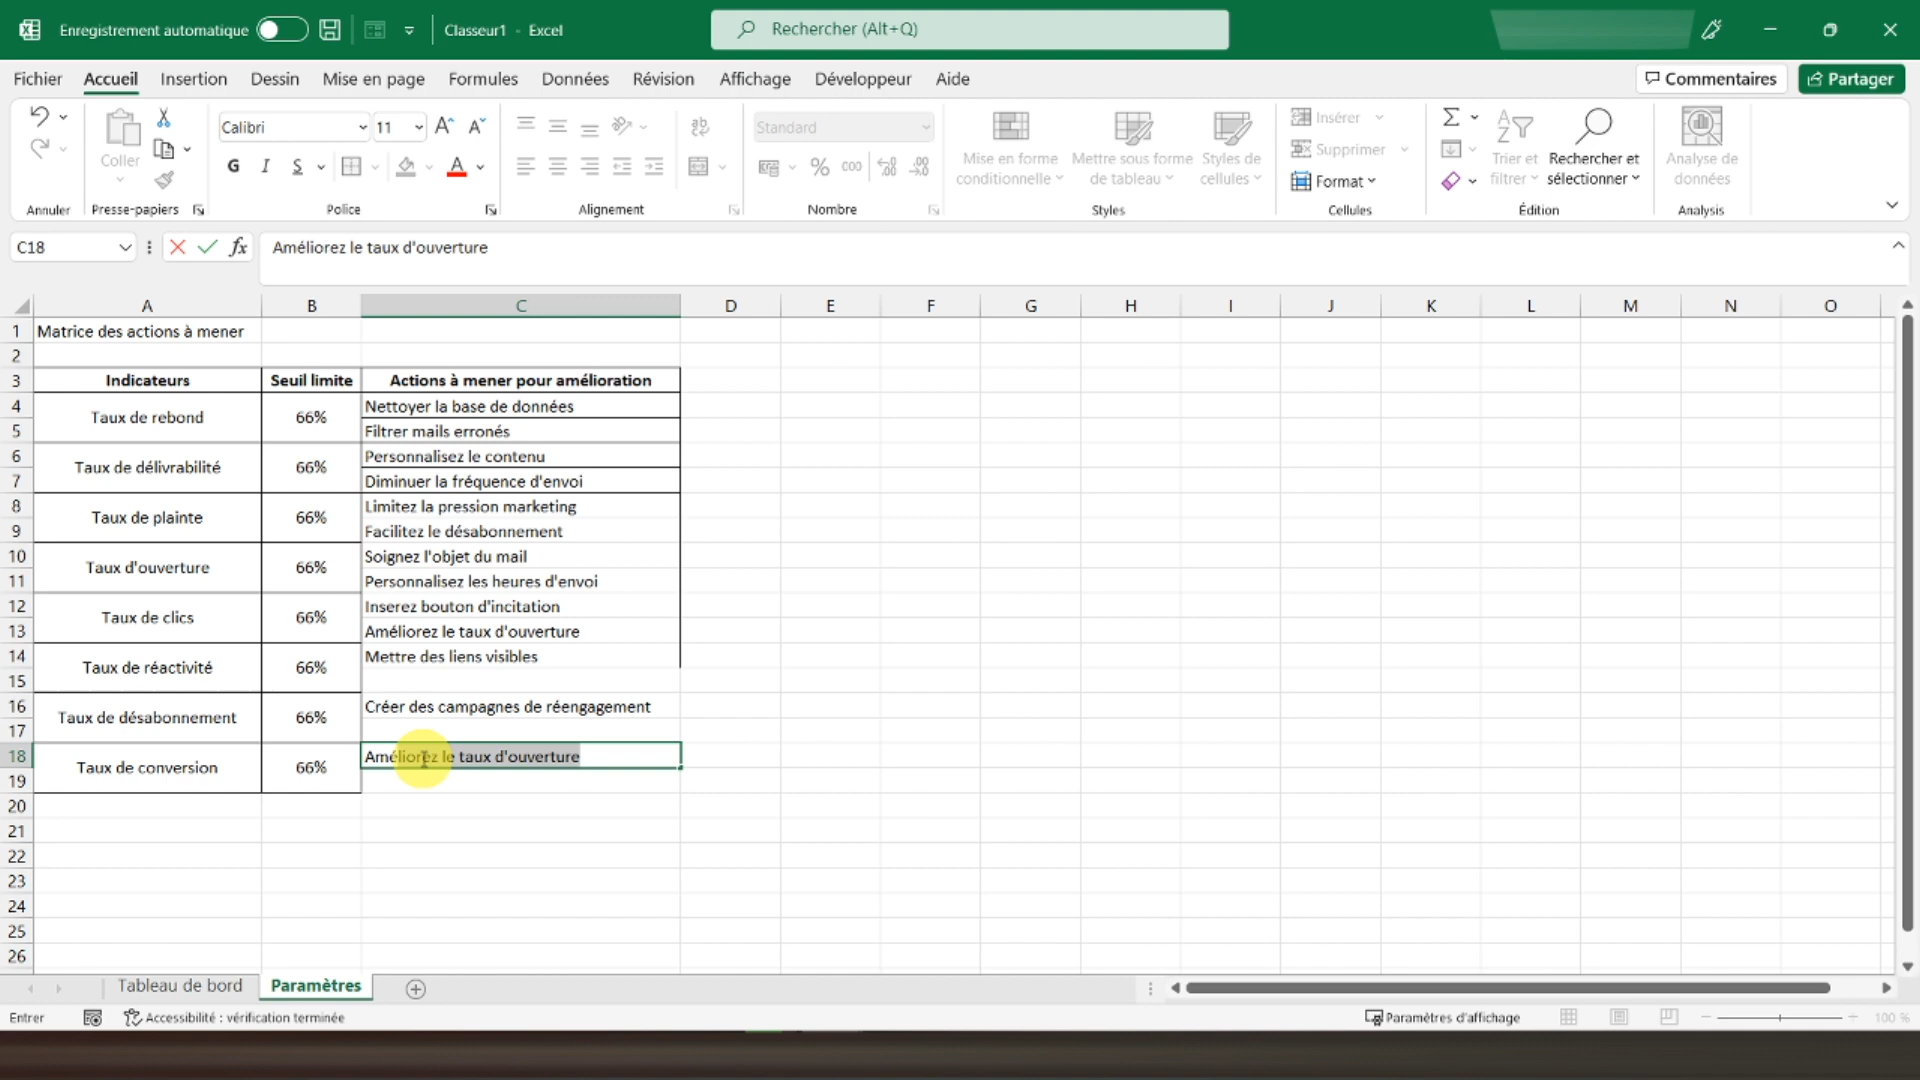 Enregistrement automatique
Classeur1 - Excel
Rechercher (Alt+Q)
Fichier Accueil Insertion Dessin Mise en page Formules Données Révision Affichage Développeur Aide
Commentaires
Partager
Coller
Calibri
11
G I S
Standard
% 000
Mise en forme conditionnelle
Mettre sous forme de tableau
Styles de cellules
Insérer
Supprimer
Format
Trier et filtrer
Rechercher et sélectionner
Analyse de données
Annuler Presse-papiers Police Alignement Nombre Styles Cellules Édition Analysis
C18
fx
Améliorez le taux d'ouverture
A B C D E F G H I J K L M N O
1 Matrice des actions à mener
2
3 Indicateurs Seuil limite Actions à mener pour amélioration
4 Taux de rebond 66% Nettoyer la base de données
5 Filtrer mails erronés
6 Taux de délivrabilité 66% Personnalisez le contenu
7 Diminuer la fréquence d'envoi
8 Taux de plainte 66% Limitez la pression marketing
9 Facilitez le désabonnement
10 Taux d'ouverture 66% Soignez l'objet du mail
11 Personnalisez les heures d'envoi
12 Taux de clics 66% Inserez bouton d'incitation
13 Améliorez le taux d'ouverture
14 Taux de réactivité 66% Mettre des liens visibles
15
16 Taux de désabonnement 66% Créer des campagnes de réengagement
17
18 Taux de conversion 66% Améliorez le taux d'ouverture
19
20
21
22
23
24
25
26
Tableau de bord Paramètres
Entrer
Accessibilité : vérification terminée
Paramètres d'affichage
100 %